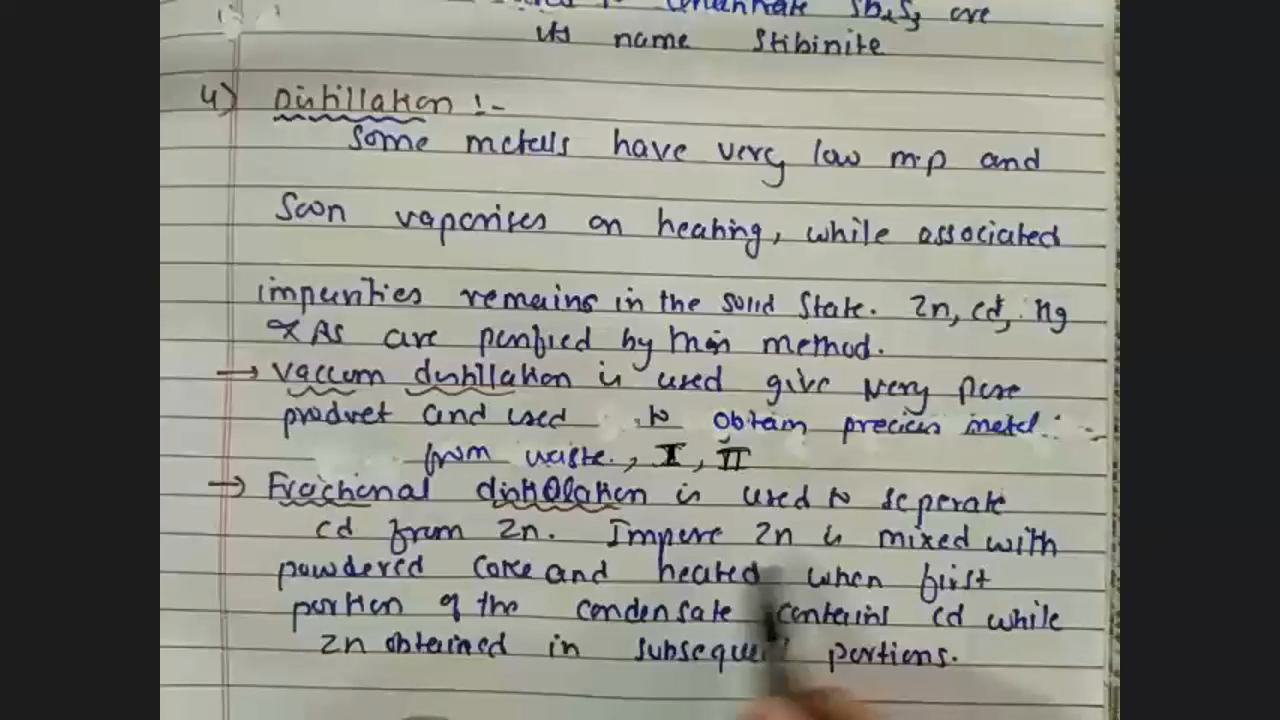 Sb2S3 are
its name Stibinite
4) Distillation :-
Some metals have very low m.p and
soon vaporises on heating, while associated
impurities remains in the solid state. Zn, Cd, Hg
& As are purified by this method.
→ Vaccum distillation is used give very pure
product and used to obtain precious metal
from waste., I, II
→ Fractional distillation is used to seperate
Cd from Zn. Impure Zn is mixed with
powdered coke and heated when first
portion of the condensate contains Cd while
Zn obtained in subsequent portions.